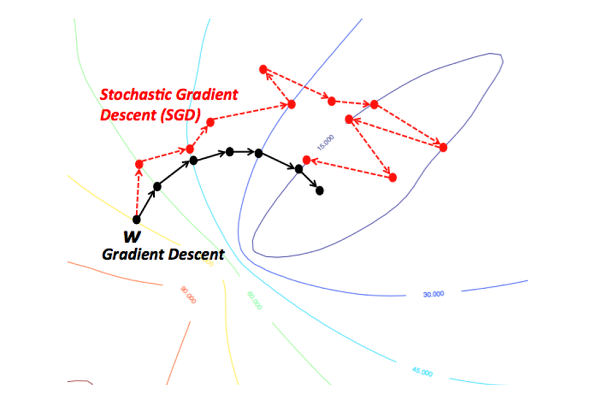 Stochastic Gradient
Descent (SGD)
15.000
W
Gradient Descent
90.000
60.000
30.000
45.000